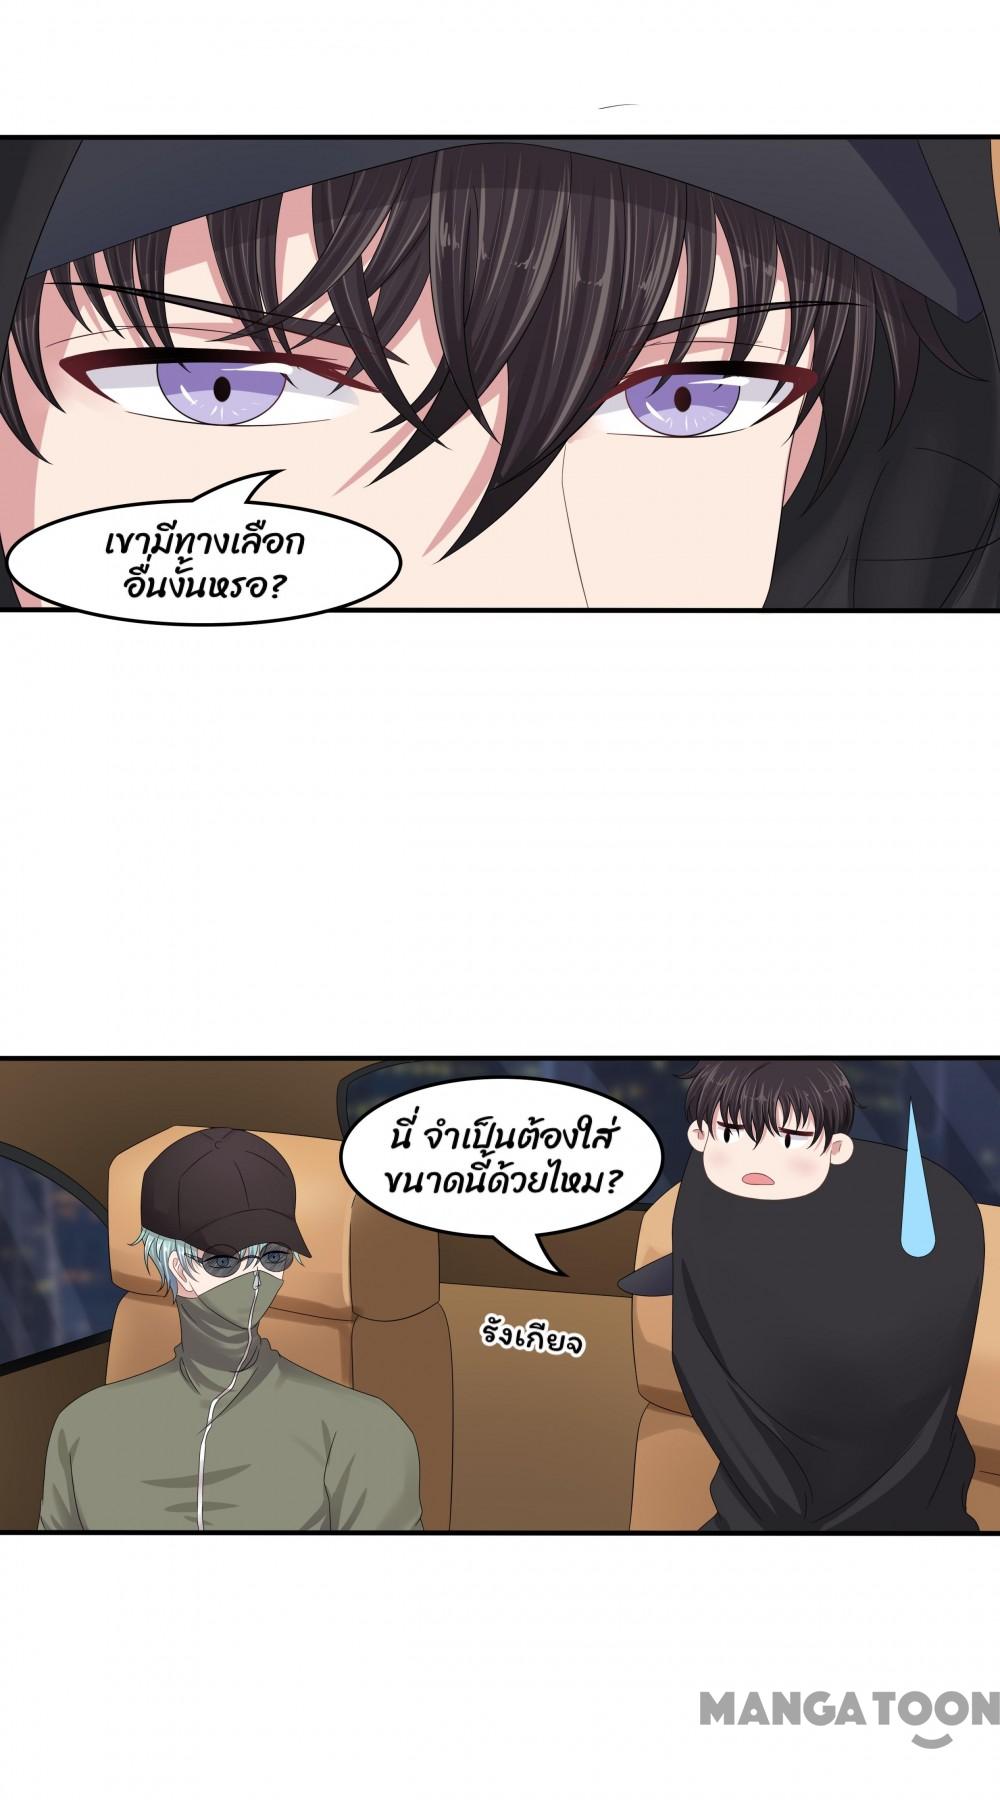 เขามีทางเลือก
อื่นงั้นหรอ?
นี่ จำเป็นต้องใส่
ขนาดนี้ด้วยไหม?
รังเกียจ
MANGATOON